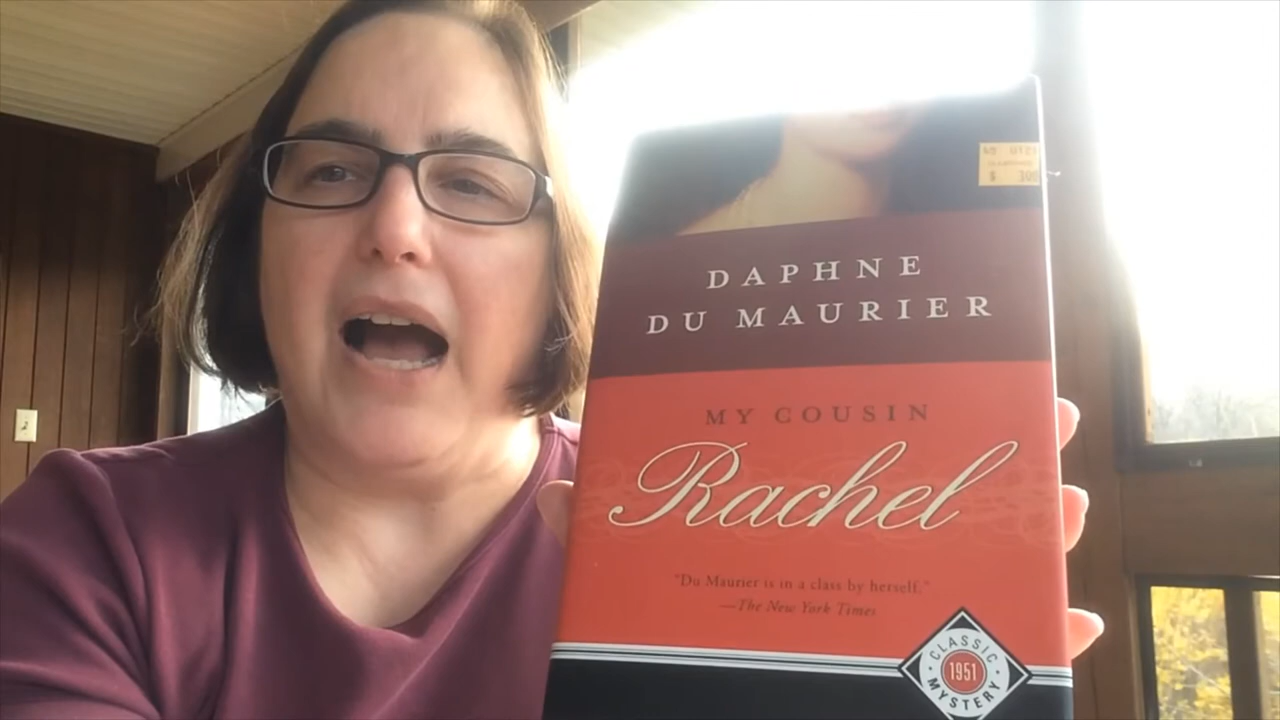 DAPHNE
DU MAURIER
MY COUSIN
Rachel
"Du Maurier is in a class by herself."
—The New York Times
CLASSIC
1951
MYSTERY
$